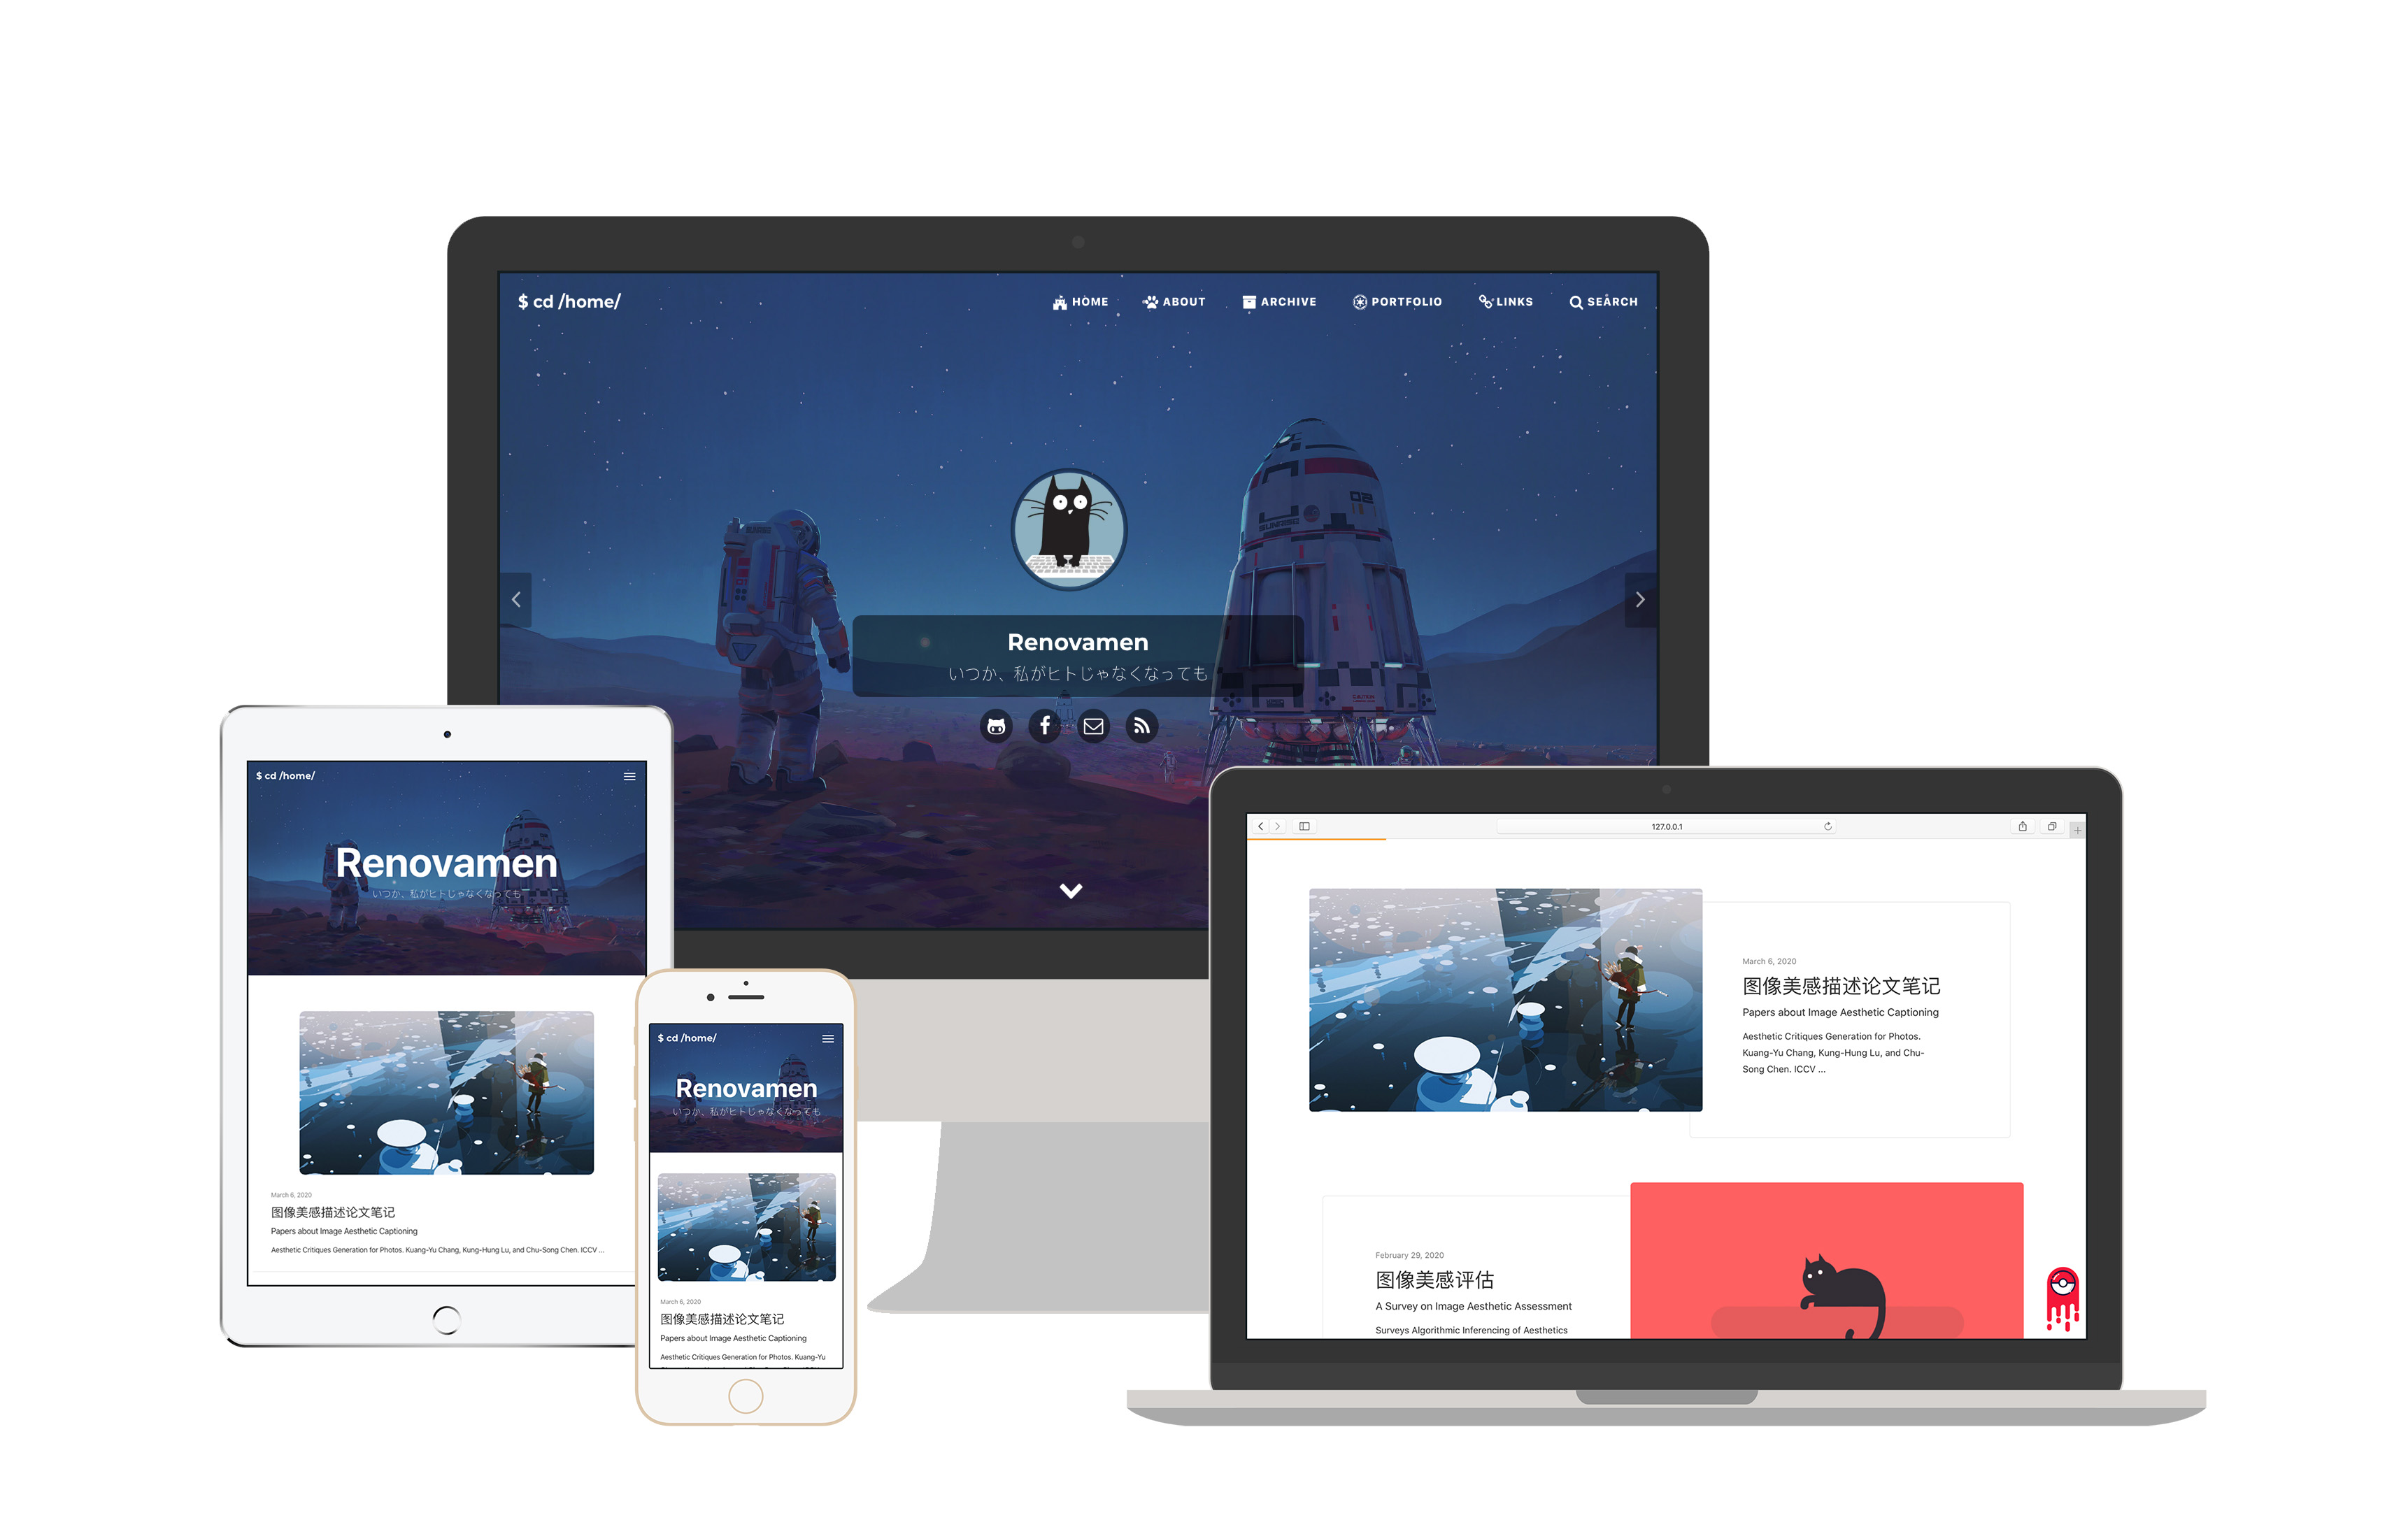 $ cd /home/
HOME
ABOUT
ARCHIVE
PORTFOLIO
LINKS
SEARCH
02
SUNRISE
Renovamen
いつか、私がヒトじゃなくなっても
$ cd /home/
Renovamen
いつか、私がヒトじゃなくなっても
March 6, 2020
图像美感描述论文笔记
Papers about Image Aesthetic Captioning
Aesthetic Critiques Generation for Photos. Kuang-Yu Chang, Kung-Hung Lu, and Chu-Song Chen. ICCV ...
$ cd /home/
Renovamen
いつか、私がヒトじゃなくなっても
March 6, 2020
图像美感描述论文笔记
Papers about Image Aesthetic Captioning
Aesthetic Critiques Generation for Photos. Kuang-Yu
127.0.0.1
March 6, 2020
图像美感描述论文笔记
Papers about Image Aesthetic Captioning
Aesthetic Critiques Generation for Photos.
Kuang-Yu Chang, Kung-Hung Lu, and Chu-
Song Chen. ICCV ...
February 29, 2020
图像美感评估
A Survey on Image Aesthetic Assessment
Surveys Algorithmic Inferencing of Aesthetics